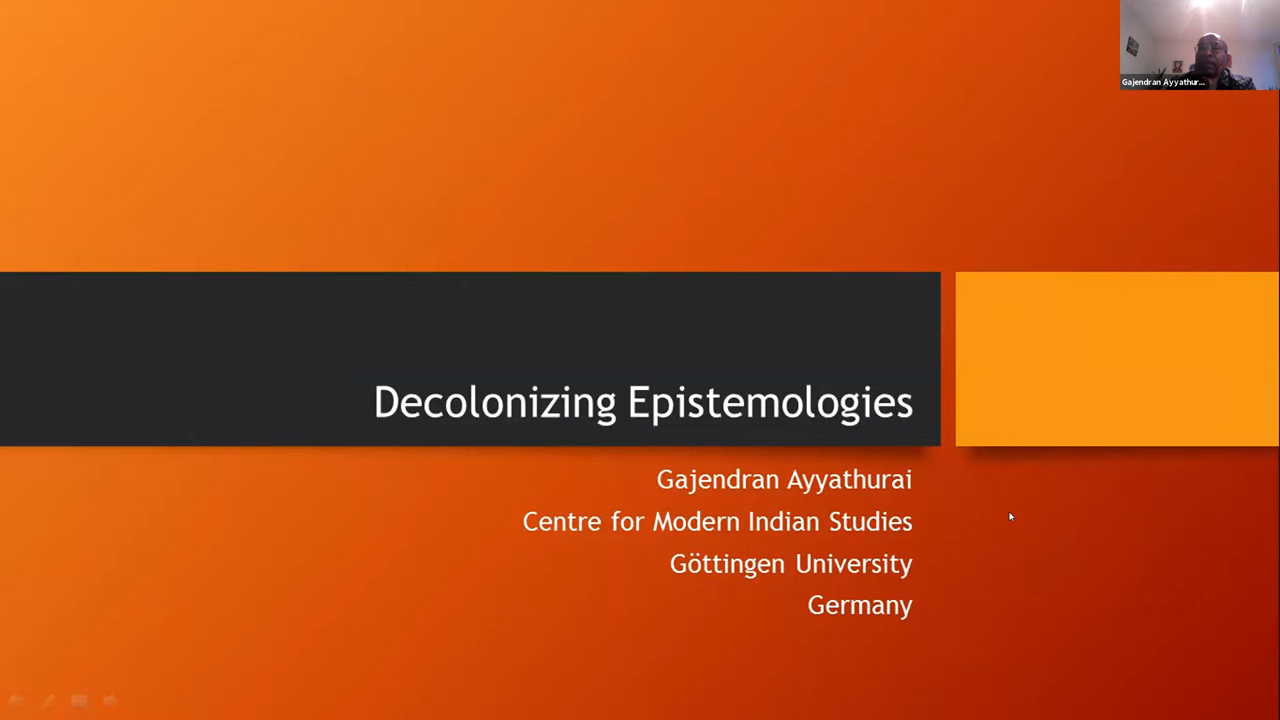 Gajendran Ayyathur...
Decolonizing Epistemologies
Gajendran Ayyathurai
Centre for Modern Indian Studies
Göttingen University
Germany